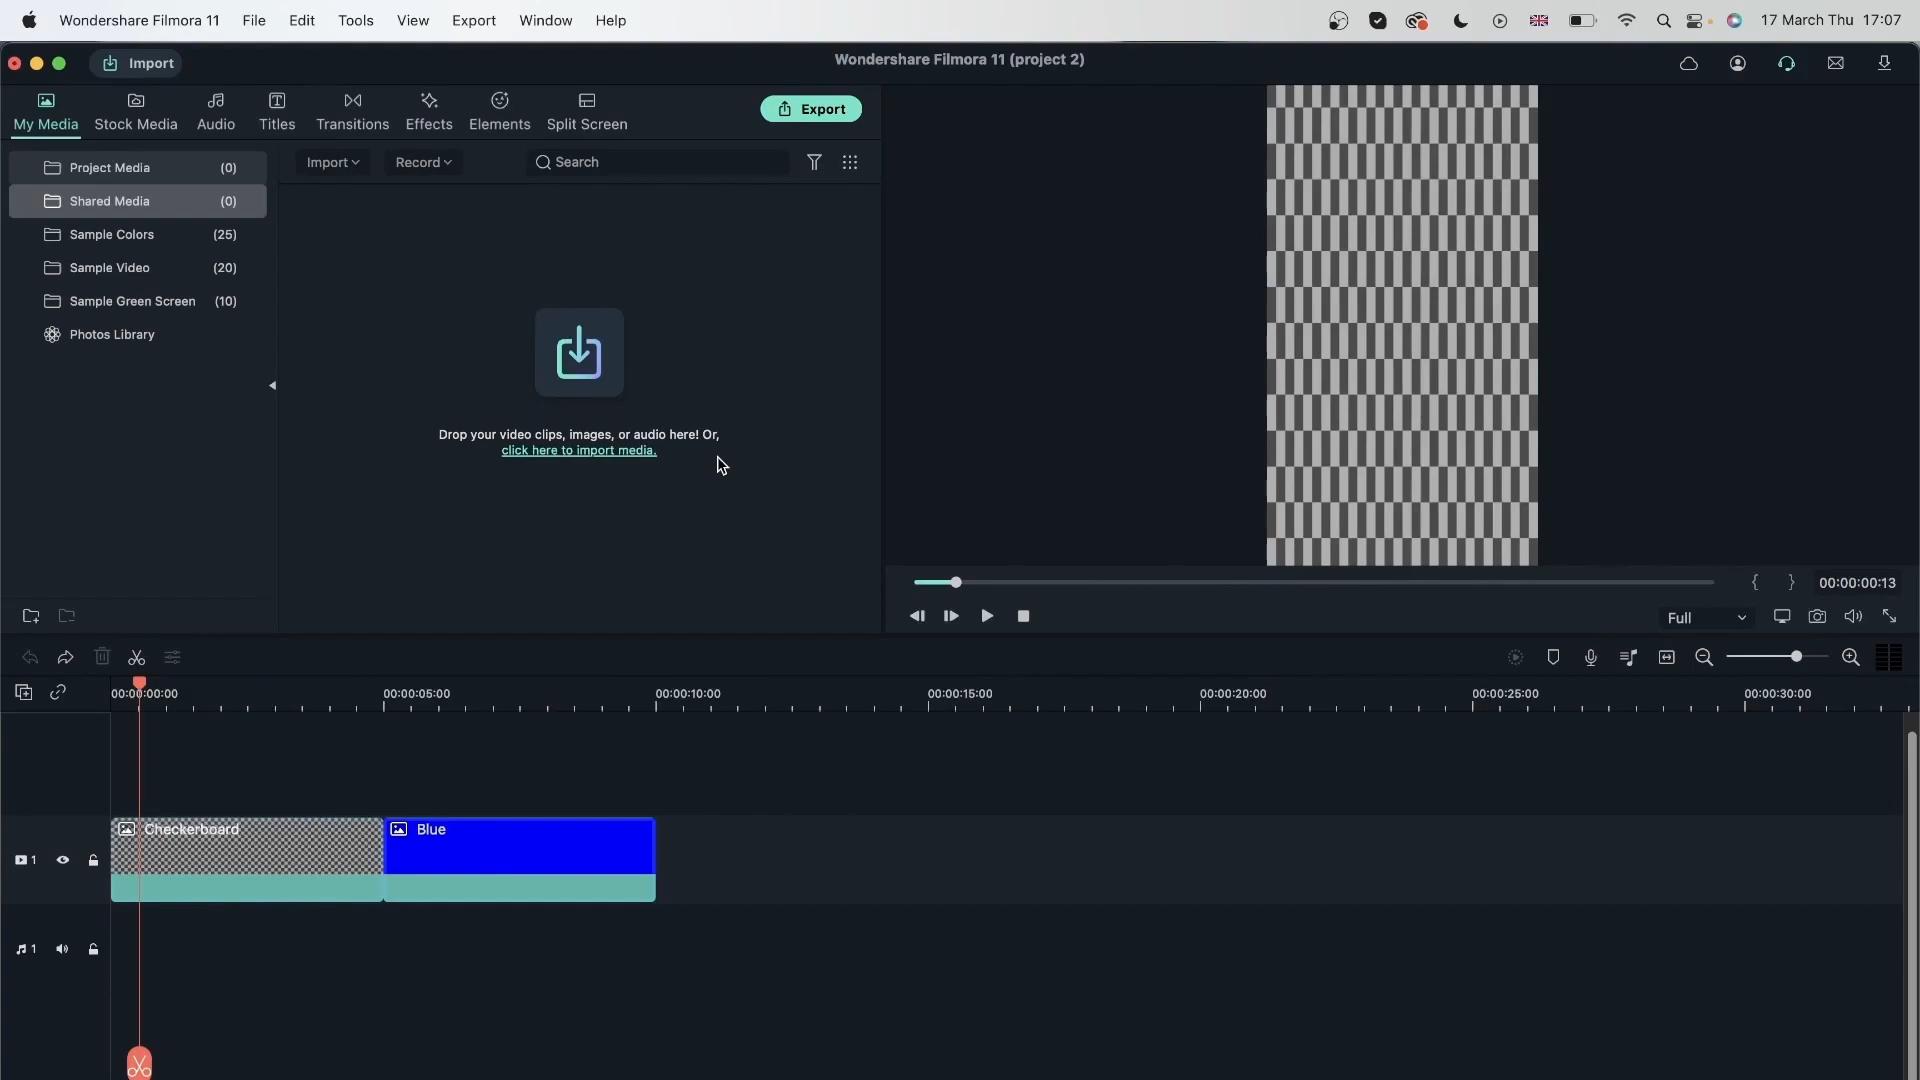 Wondershare Filmora 11 File Edit Tools View Export Window Help 17 March Thu 17:07
Import
Wondershare Filmora 11 (project 2)
My Media Stock Media Audio Titles Transitions Effects Elements Split Screen
Export
Import Record Search
Project Media (0)
Shared Media (0)
Sample Colors (25)
Sample Video (20)
Sample Green Screen (10)
Photos Library
Drop your video clips, images, or audio here! Or,
click here to import media.
{ } 00:00:00:13
Full
00:00:00:00 00:00:05:00 00:00:10:00 00:00:15:00 00:00:20:00 00:00:25:00 00:00:30:00
Checkerboard Blue
1
1